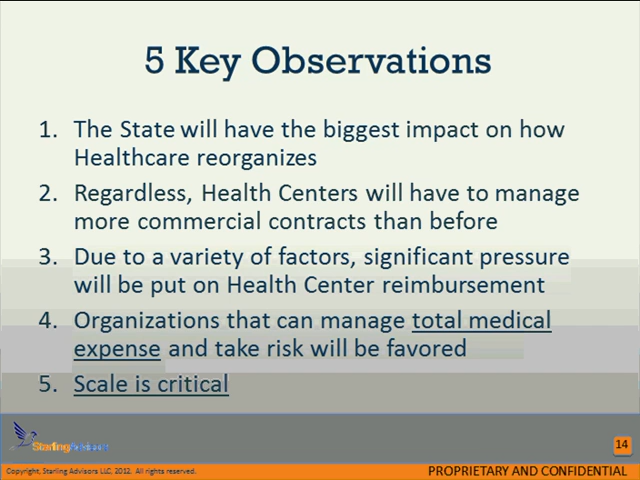 5 Key Observations
1. The State will have the biggest impact on how
Healthcare reorganizes
2. Regardless, Health Centers will have to manage
more commercial contracts than before
3. Due to a variety of factors, significant pressure
will be put on Health Center reimbursement
4. Organizations that can manage total medical
expense and take risk will be favored
5. Scale is critical
StarlingAdvisors
14
Copyright, Starling Advisors LLC, 2012. All rights reserved.
PROPRIETARY AND CONFIDENTIAL